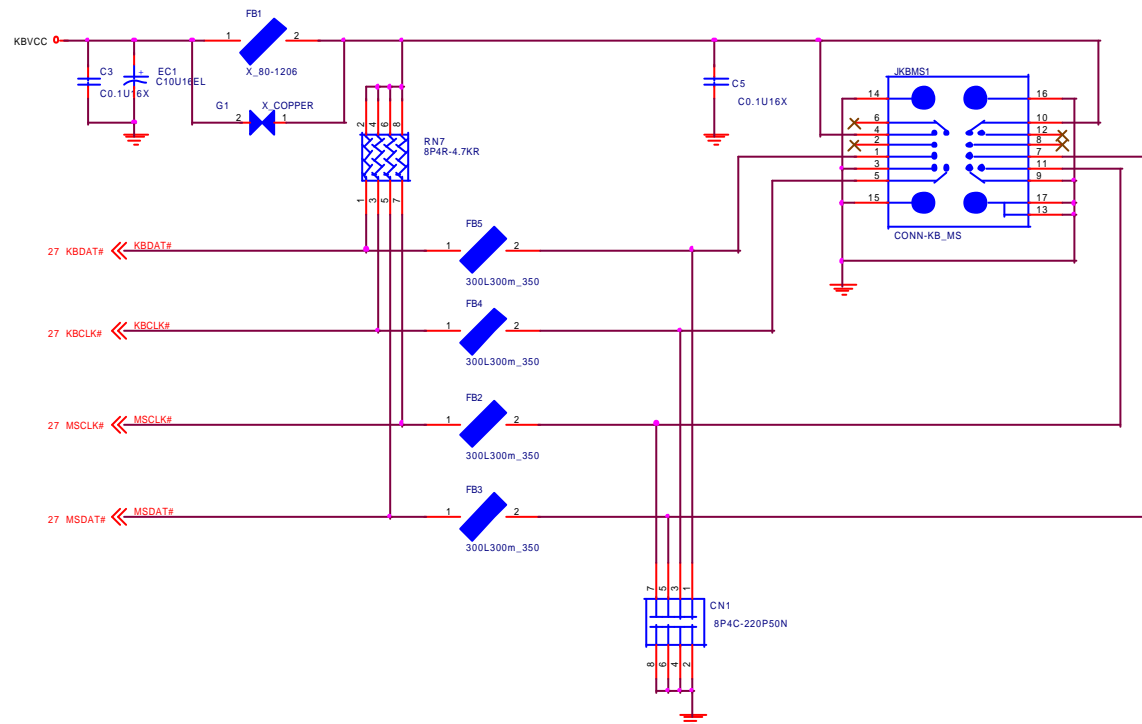 FB1
KBVCC
1
2
X_80-1206
C3
C0.1U16X
+
EC1
C10U16EL
G1
X_COPPER
2
1
C5
C0.1U16X
JKBMS1
14
6
4
2
1
3
5
15
16
10
12
8
7
11
9
17
13
CONN-KB_MS
2
4
6
8
RN7
8P4R-4.7KR
1
3
5
7
FB5
27 KBDAT#
KBDAT#
1
2
300L300m_350
FB4
27 KBCLK#
KBCLK#
1
2
300L300m_350
FB2
27 MSCLK#
MSCLK#
1
2
300L300m_350
FB3
27 MSDAT#
MSDAT#
1
2
300L300m_350
7
5
3
1
CN1
8P4C-220P50N
8
6
4
2